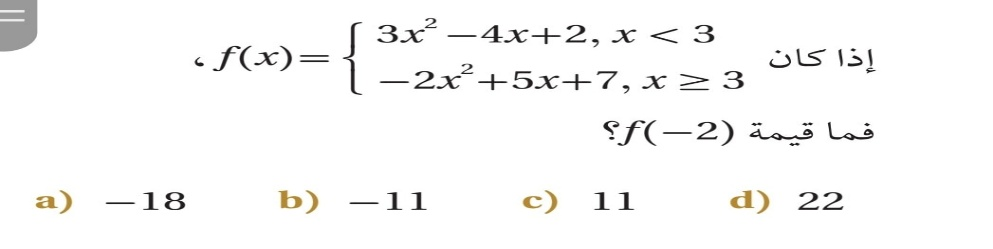 إذا كان f(x)= { 3x² −4x+2, x < 3
−2x²+5x+7, x ≥ 3 ،
فما قيمة f(−2)؟
a) −18 b) −11 c) 11 d) 22